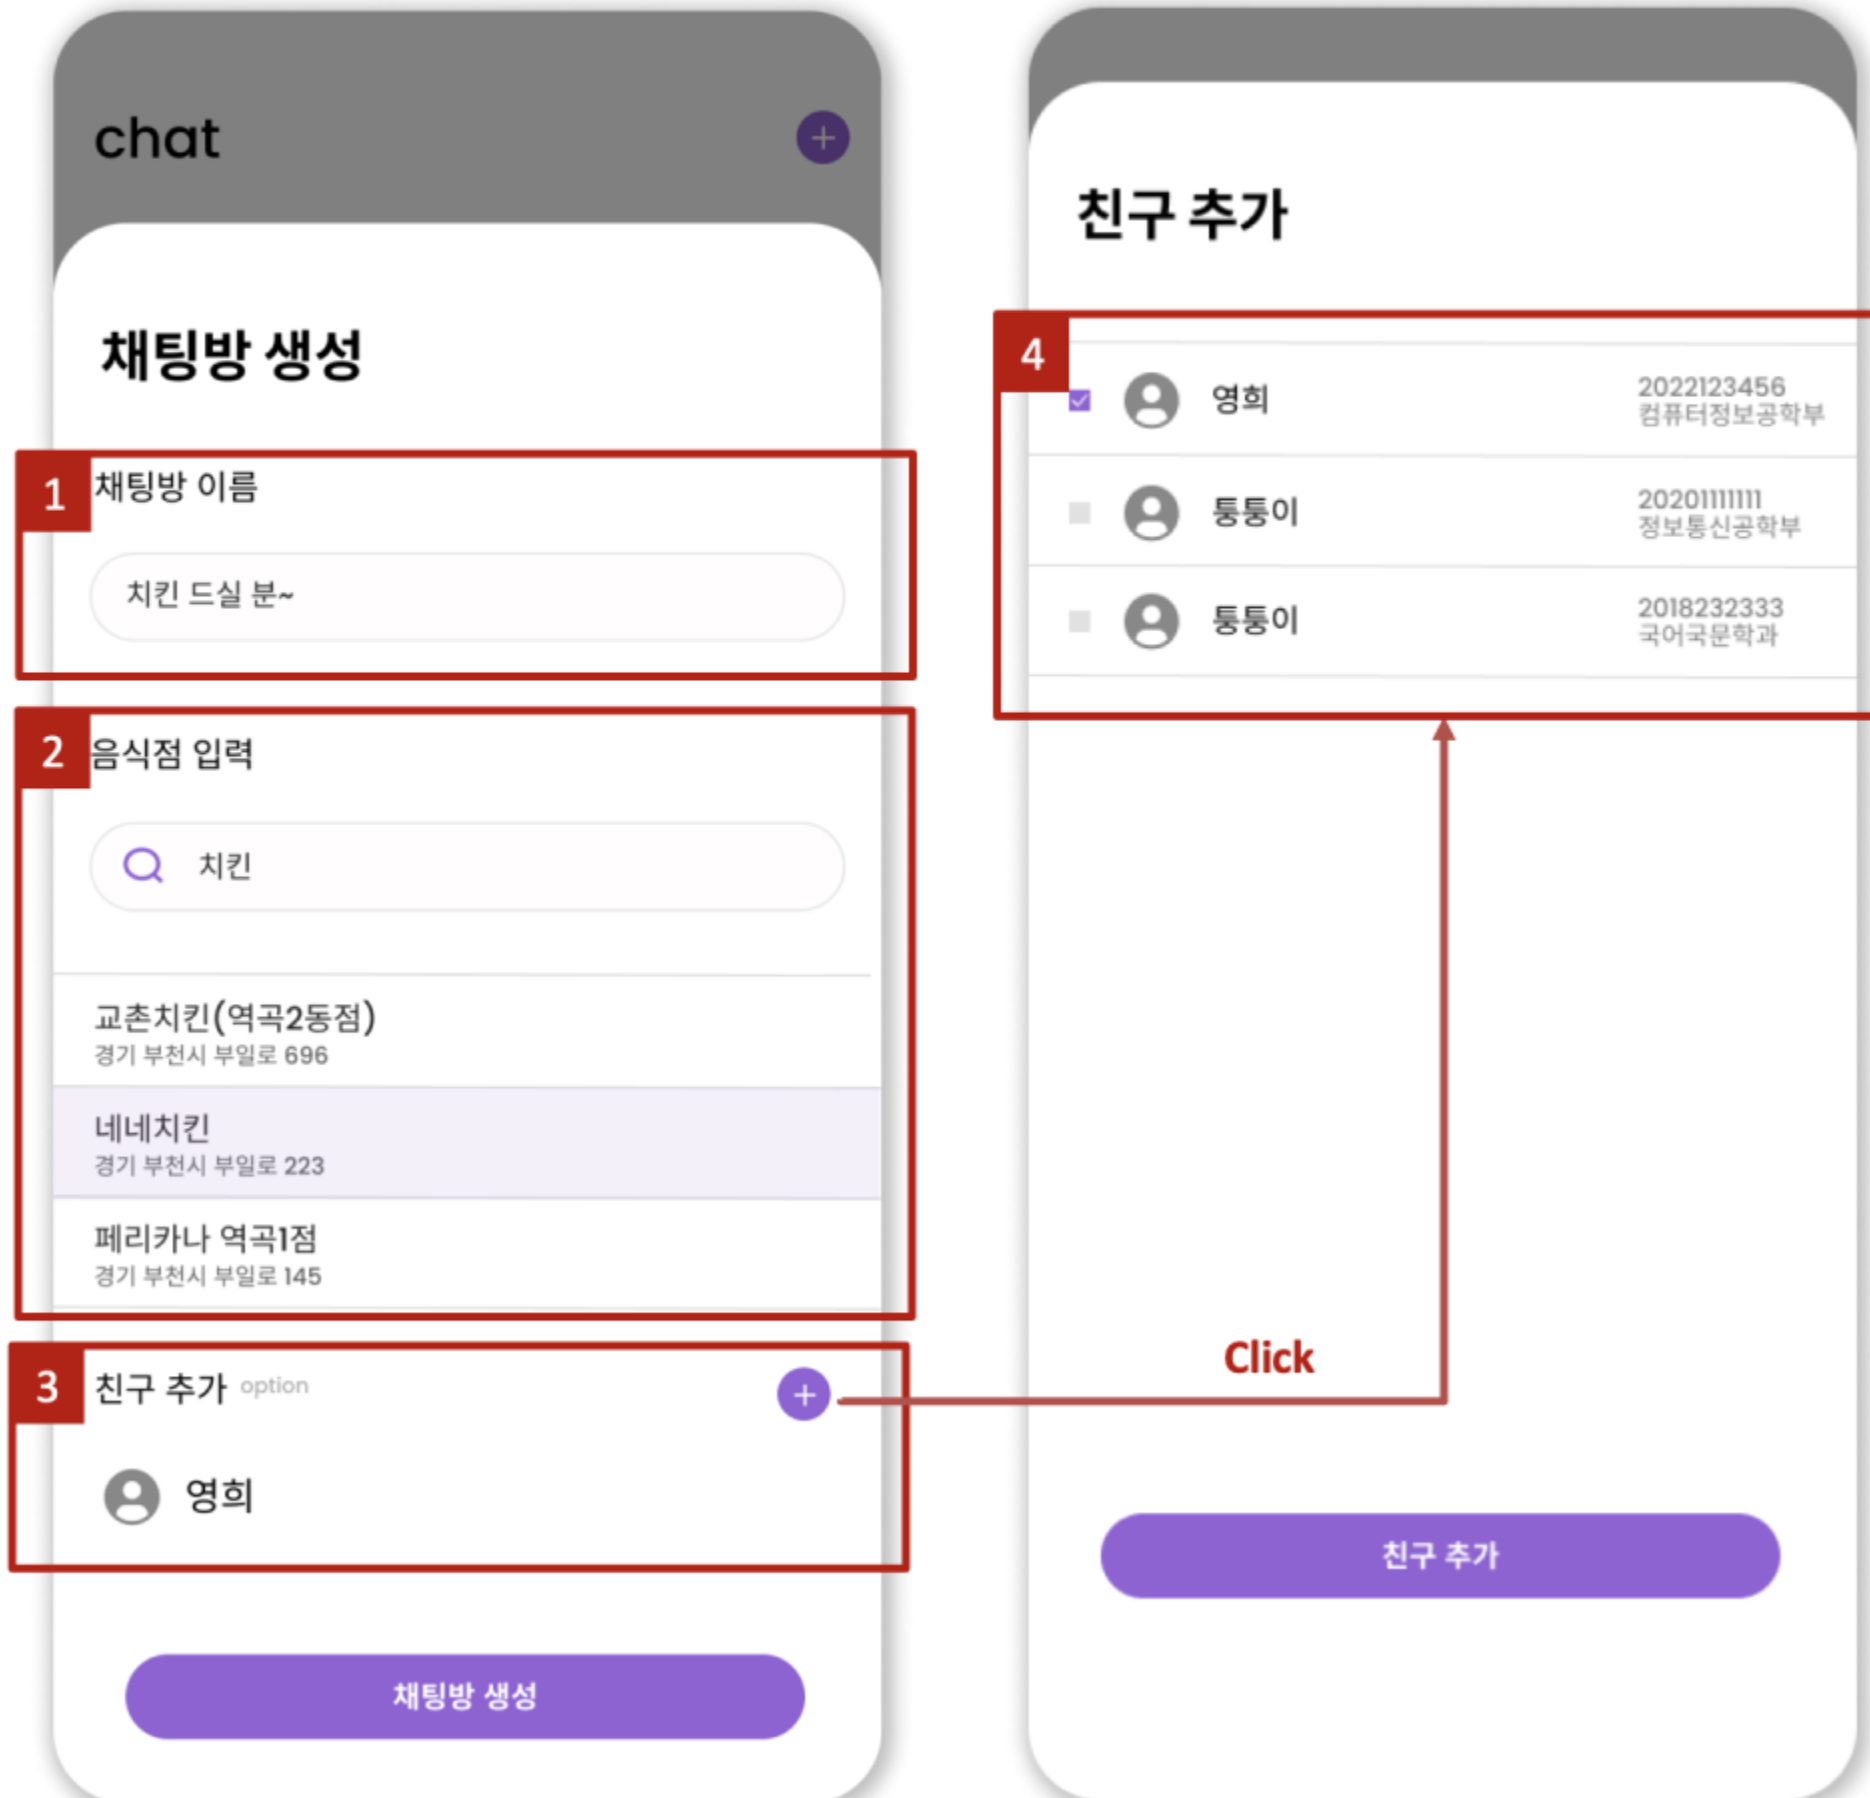 chat
채팅방 생성
1
채팅방 이름
치킨 드실 분~
2
음식점 입력
치킨
교촌치킨(역곡2동점)
경기 부천시 부일로 696
네네치킨
경기 부천시 부일로 223
페리카나 역곡1점
경기 부천시 부일로 145
3
친구 추가 option
영희
채팅방 생성
Click
친구 추가
4
영희
2022123456
컴퓨터정보공학부
퉁퉁이
20201111111
정보통신공학부
퉁퉁이
2018232333
국어국문학과
친구 추가